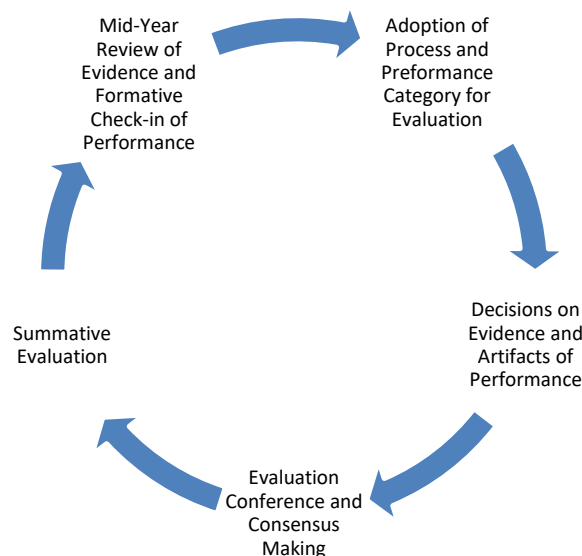 Mid-Year
Review of
Evidence and
Formative
Check-in of
Performance
Adoption of
Process and
Preformance
Category for
Evaluation
Decisions on
Evidence and
Artifacts of
Performance
Evaluation
Conference and
Consensus
Making
Summative
Evaluation